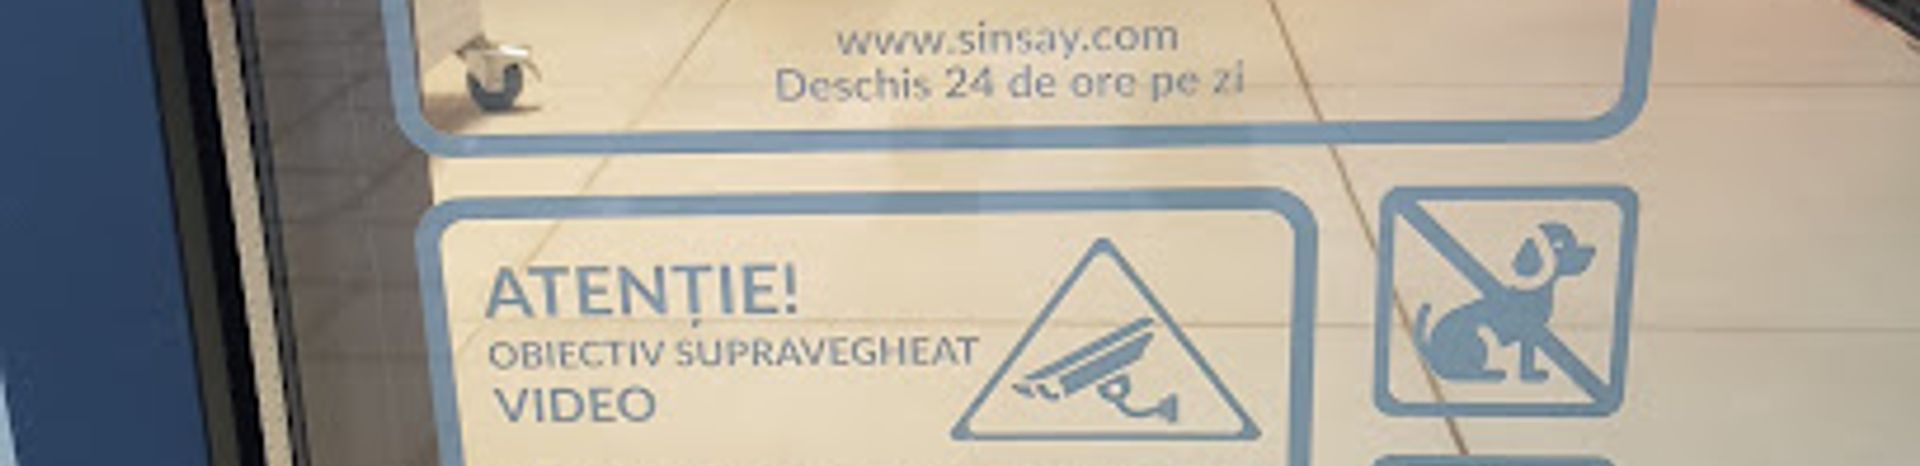 www.sinsay.com
Deschis 24 de ore pe zi
ATENȚIE!
OBIECTIV SUPRAVEGHEAT
VIDEO